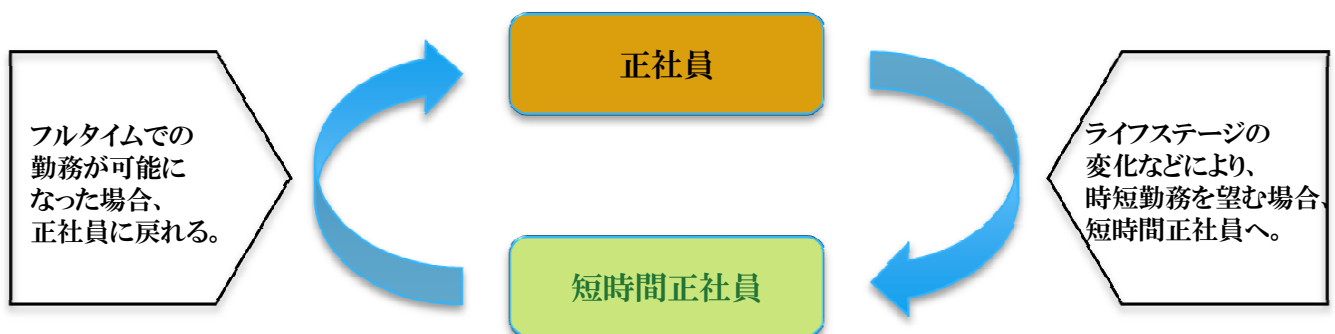 正社員
フルタイムでの
勤務が可能に
なった場合、
正社員に戻れる。
ライフステージの
変化などにより、
時短勤務を望む場合、
短時間正社員へ。
短時間正社員